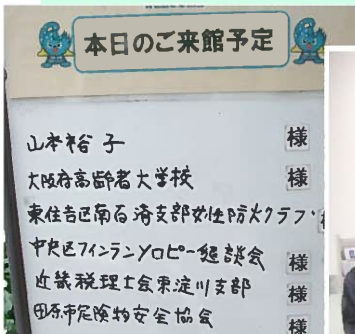 本日のご来館予定
山本裕子 様
大阪府高齢者大学校 様
東住吉区南百済支部女性防火クラブ
中央区フィランソロピー懇談会 様
近畿税理士会東淀川支部 様
田原市危険物安全協会 様